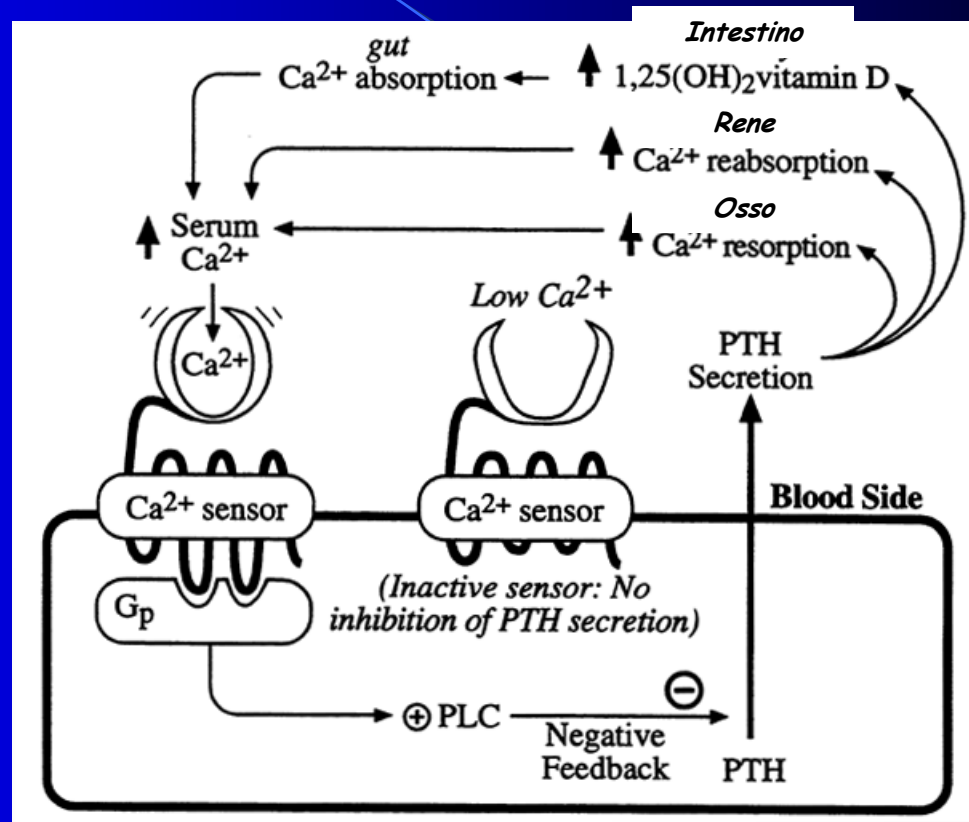 Intestino
gut
Ca2+ absorption
1,25(OH)2vitamin D
Rene
Ca2+ reabsorption
Osso
Ca2+ resorption
Serum
Ca2+
Low Ca2+
Ca2+
PTH
Secretion
Blood Side
Ca2+ sensor
Ca2+ sensor
(Inactive sensor: No
inhibition of PTH secretion)
Gp
⊖
⊕ PLC
Negative
Feedback
PTH